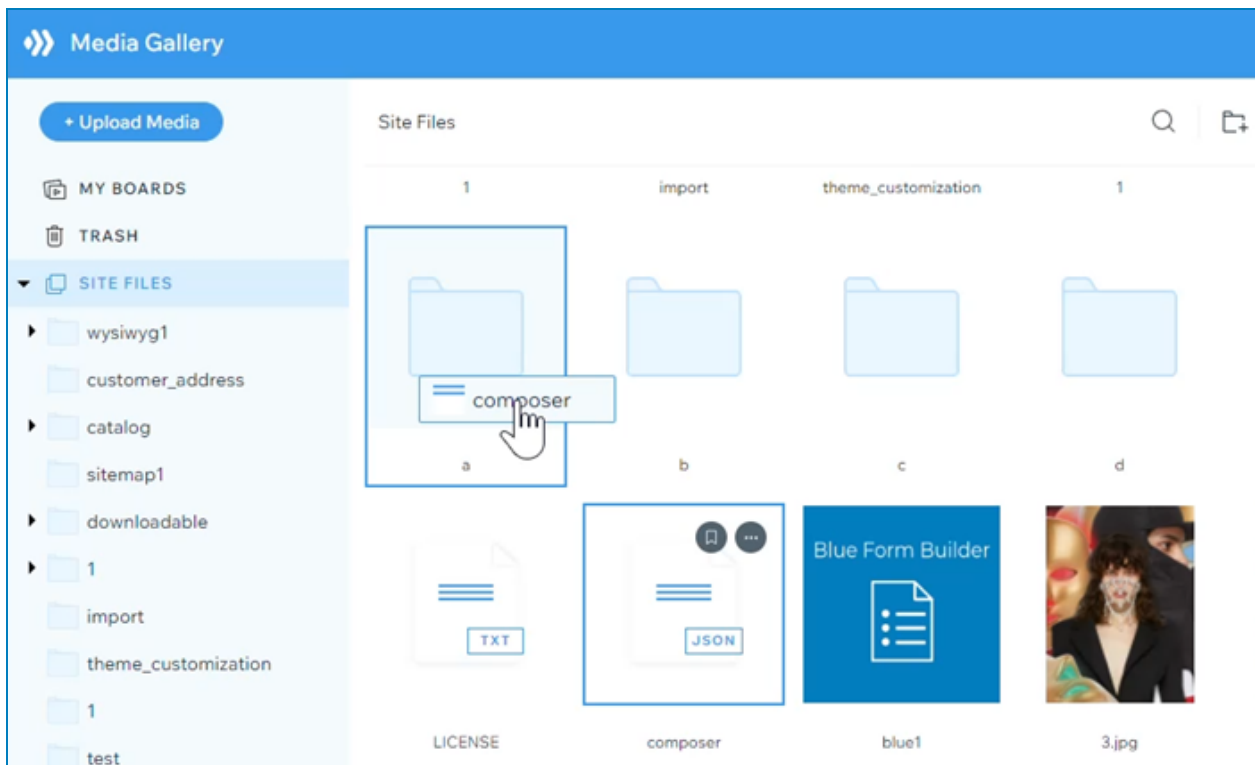 Media Gallery
+ Upload Media
MY BOARDS
TRASH
SITE FILES
wysiwyg1
customer_address
catalog
sitemap1
downloadable
1
import
theme_customization
1
test
Site Files
1 import theme_customization 1
composer
a b c d
TXT
JSON
Blue Form Builder
LICENSE composer blue1 3.jpg